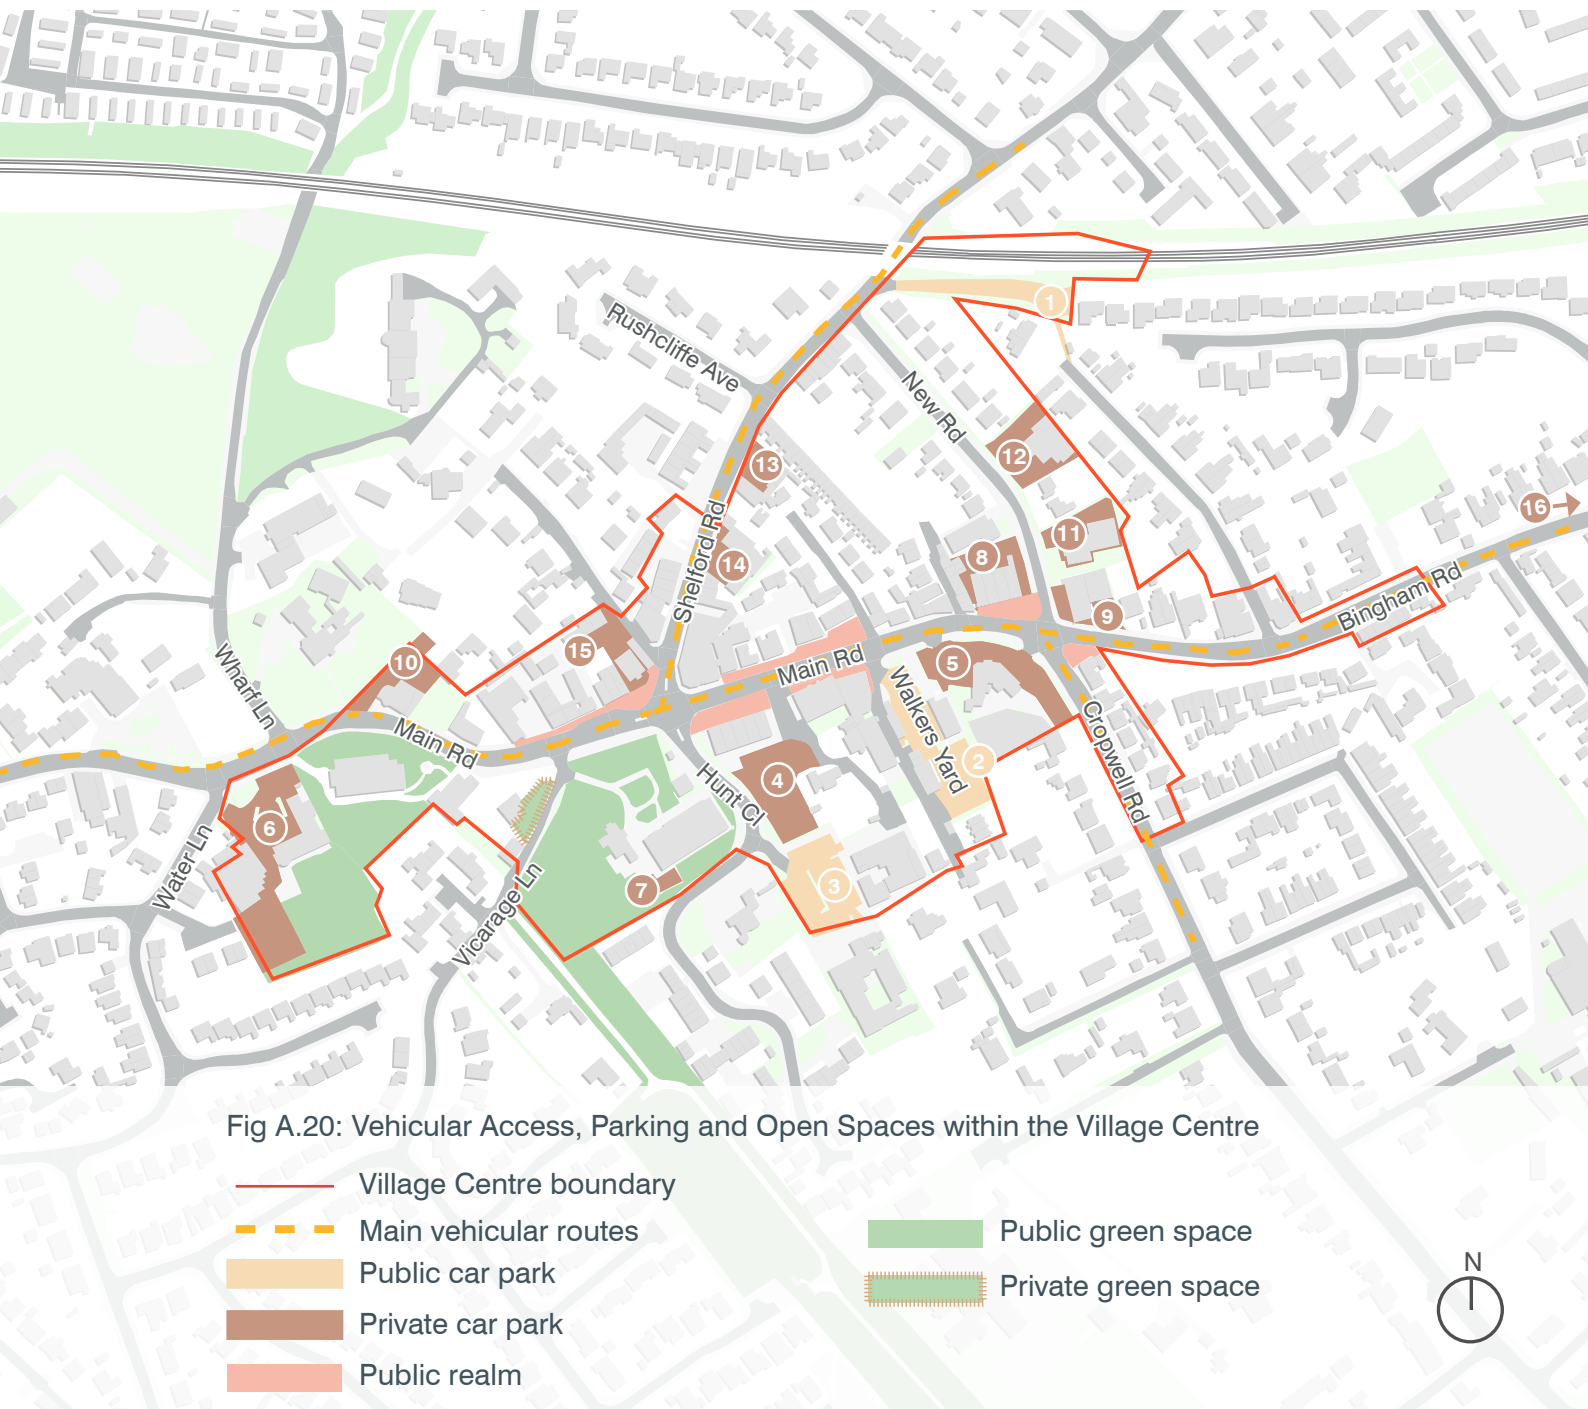 1
Rushcliffe Ave
New Rd
12
13
16
Shelford Rd
11
8
14
Bingham Rd
9
15
Wharf Ln
10
Main Rd
5
Main Rd
Walkers Yard
Cropwell Rd
2
Hunt Cl
4
6
Water Ln
3
7
Vicarage Ln
Fig A.20: Vehicular Access, Parking and Open Spaces within the Village Centre
Village Centre boundary
Main vehicular routes
Public car park
Private car park
Public realm
Public green space
Private green space
N